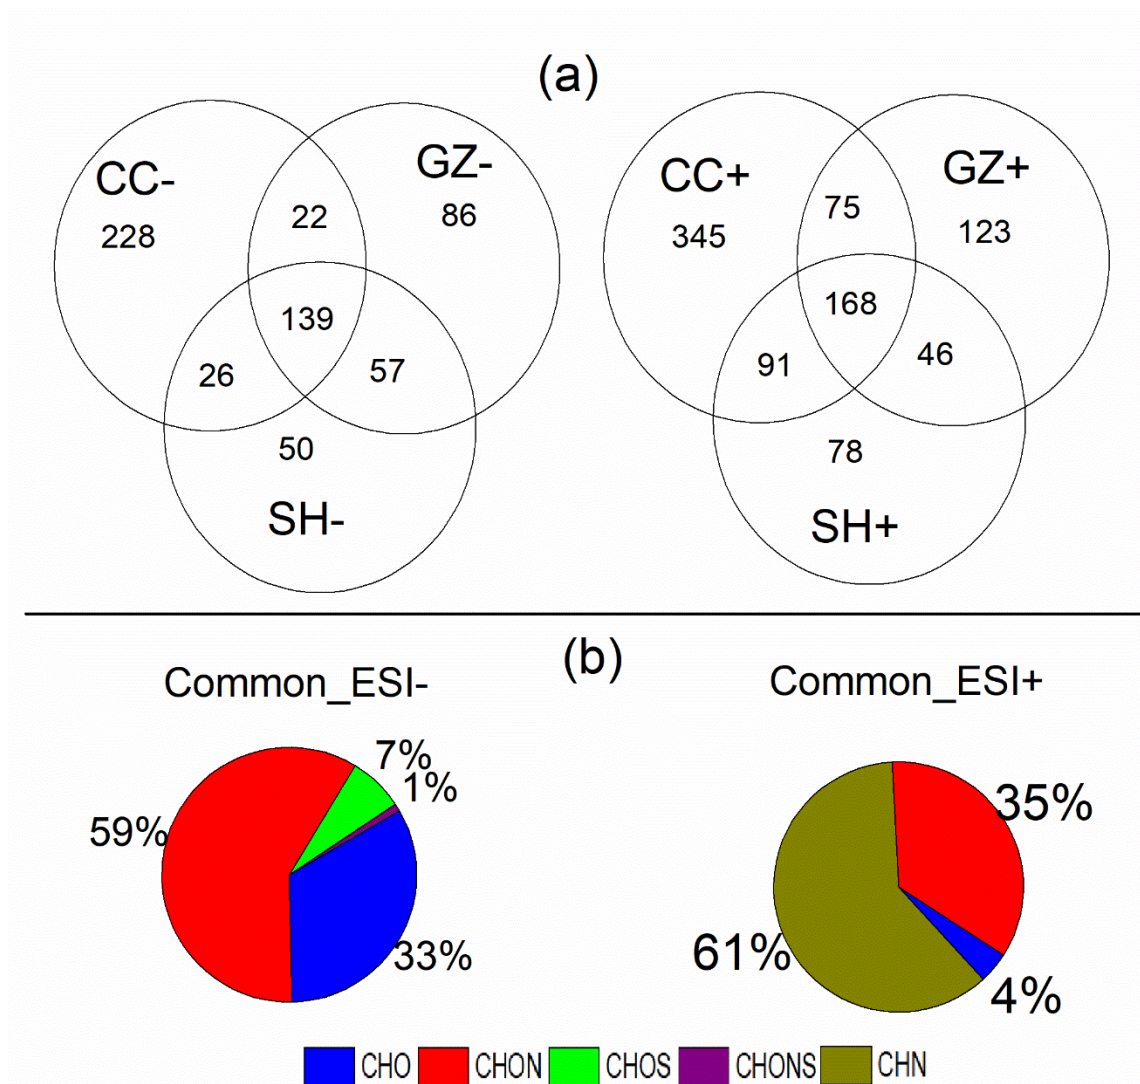 (a)
CC-
228
22
GZ-
86
139
26
57
50
SH-
CC+
345
75
GZ+
123
168
91
46
78
SH+
(b)
Common_ESI-
7%
1%
59%
33%
Common_ESI+
35%
61%
4%
CHO CHON CHOS CHONS CHN